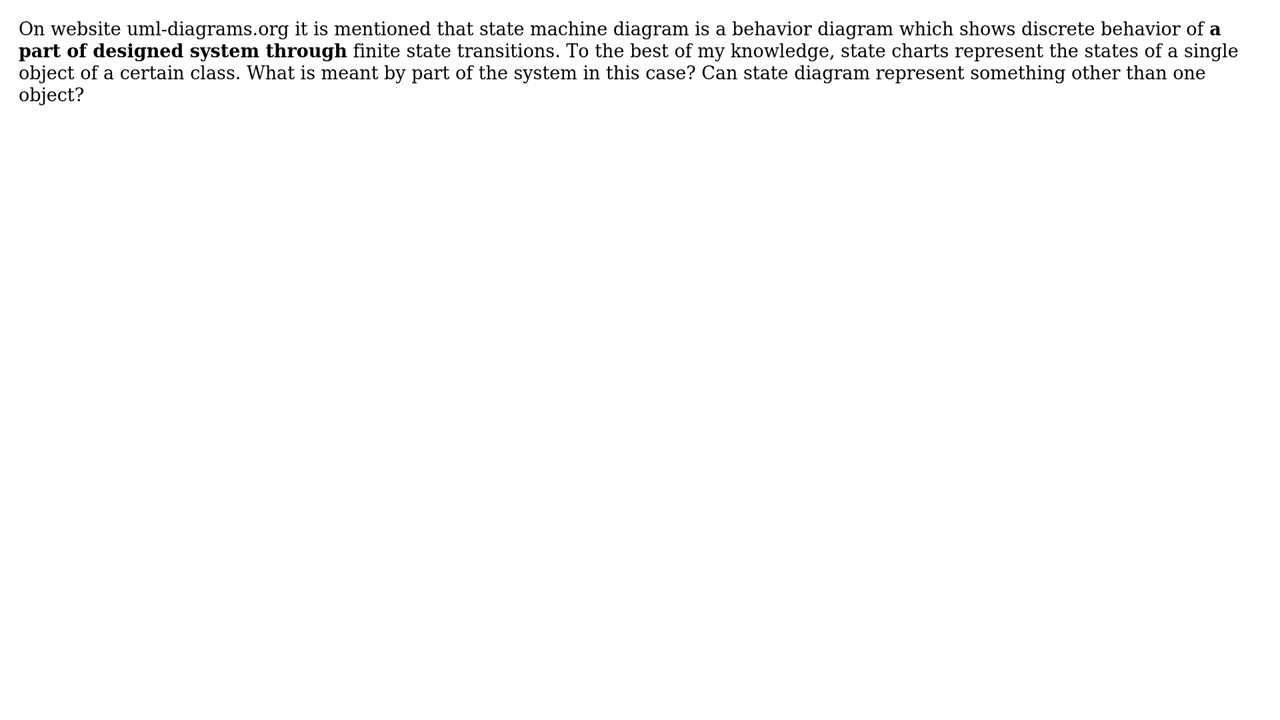 On website uml-diagrams.org it is mentioned that state machine diagram is a behavior diagram which shows discrete behavior of a
part of designed system through finite state transitions. To the best of my knowledge, state charts represent the states of a single
object of a certain class. What is meant by part of the system in this case? Can state diagram represent something other than one
object?